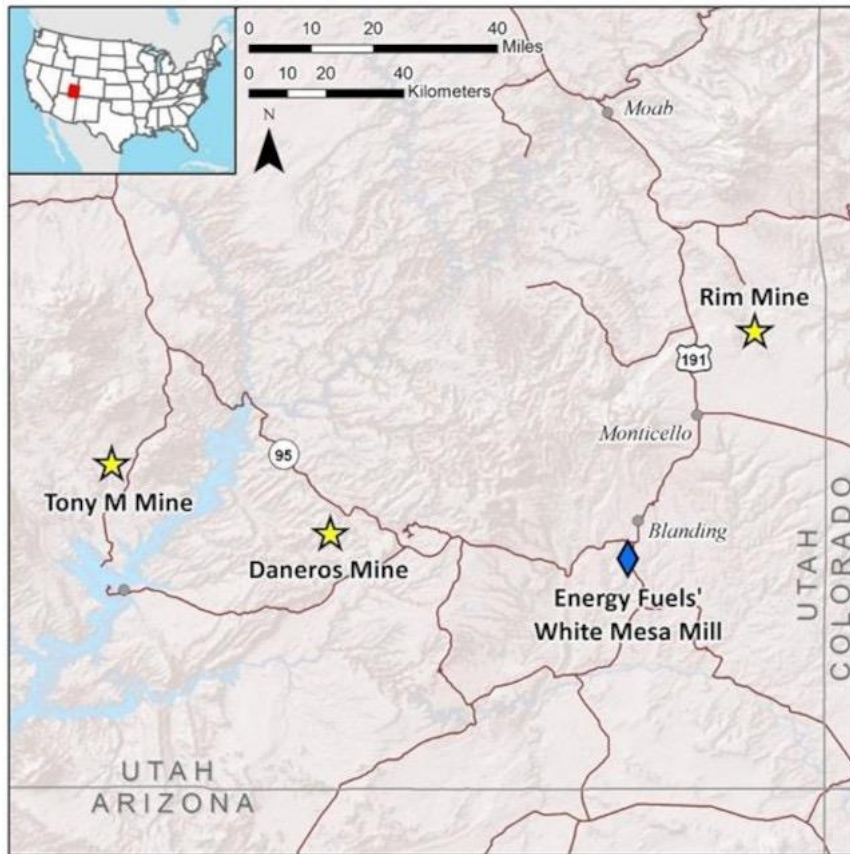 0 20 40
Miles
0 10 20 40
Kilometers
N
Moab
Rim Mine
191
Monticello
95
Tony M Mine
Blanding
Daneros Mine
Energy Fuels'
White Mesa Mill
UTAH
COLORADO
UTAH
ARIZONA